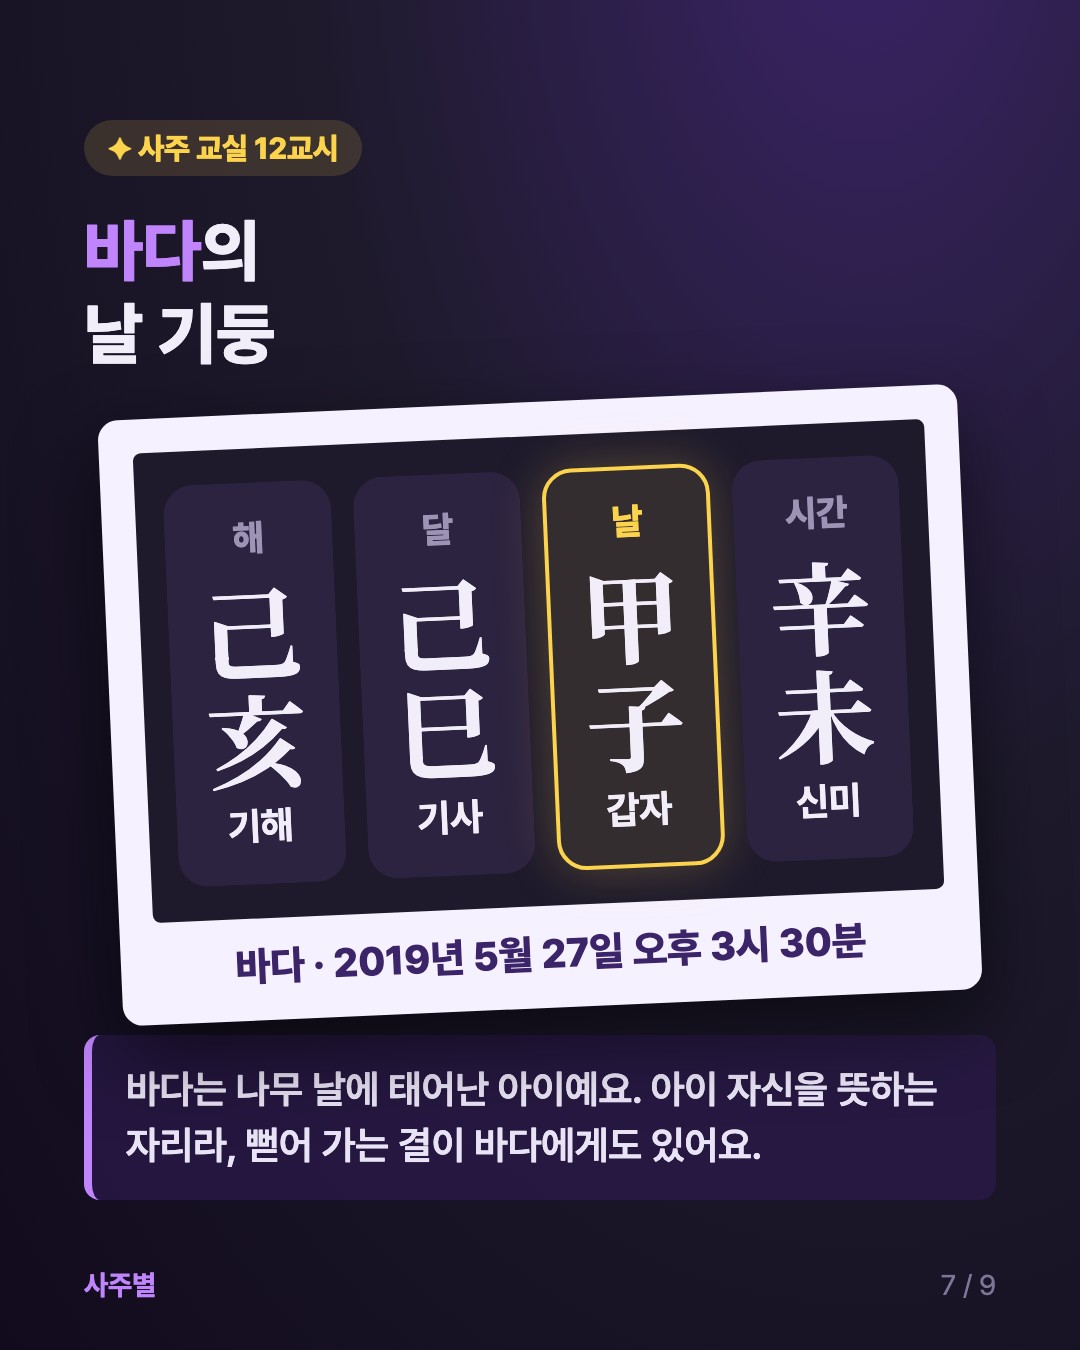 ✦ 사주 교실 12교시
바다의
날 기둥
해 달 날 시간
己 己 甲 辛
亥 巳 子 未
기해 기사 갑자 신미
바다 · 2019년 5월 27일 오후 3시 30분
바다는 나무 날에 태어난 아이예요. 아이 자신을 뜻하는
자리라, 뻗어 가는 결이 바다에게도 있어요.
사주별
7 / 9